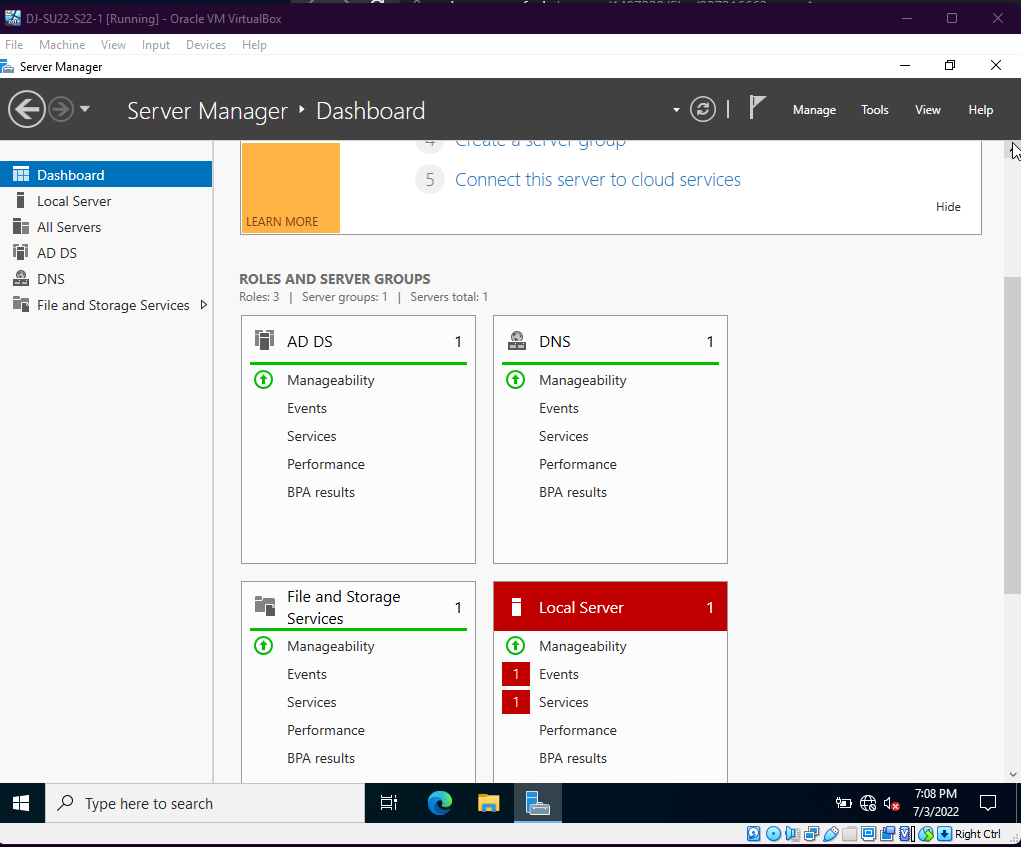 DJ-SU22-S22-1 [Running] - Oracle VM VirtualBox
File Machine View Input Devices Help
Server Manager
Server Manager Dashboard
Manage Tools View Help
Dashboard
Local Server
All Servers
AD DS
DNS
File and Storage Services
4 Create a server group
5 Connect this server to cloud services
LEARN MORE
Hide
ROLES AND SERVER GROUPS
Roles: 3 | Server groups: 1 | Servers total: 1
AD DS 1
Manageability
Events
Services
Performance
BPA results
DNS 1
Manageability
Events
Services
Performance
BPA results
File and Storage
Services 1
Manageability
Events
Services
Performance
BPA results
Local Server 1
Manageability
1 Events
1 Services
Performance
BPA results
Type here to search
7:08 PM
7/3/2022
Right Ctrl